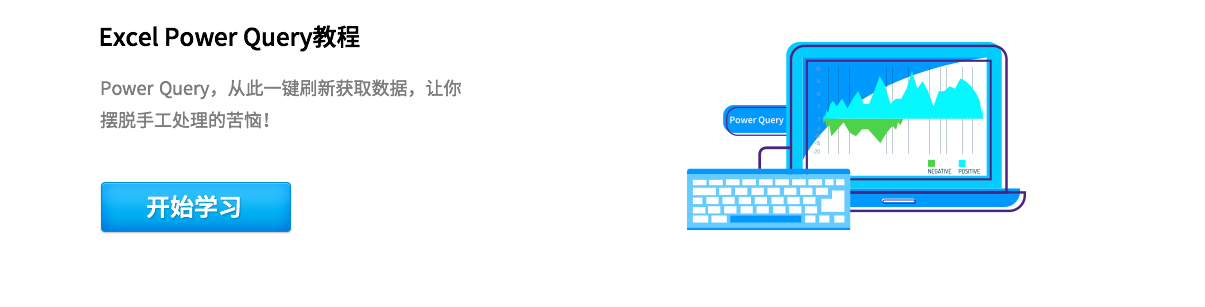 Excel Power Query教程
Power Query，从此一键刷新获取数据，让你
摆脱手工处理的苦恼！
开始学习
Power Query
NEGATIVE
POSITIVE